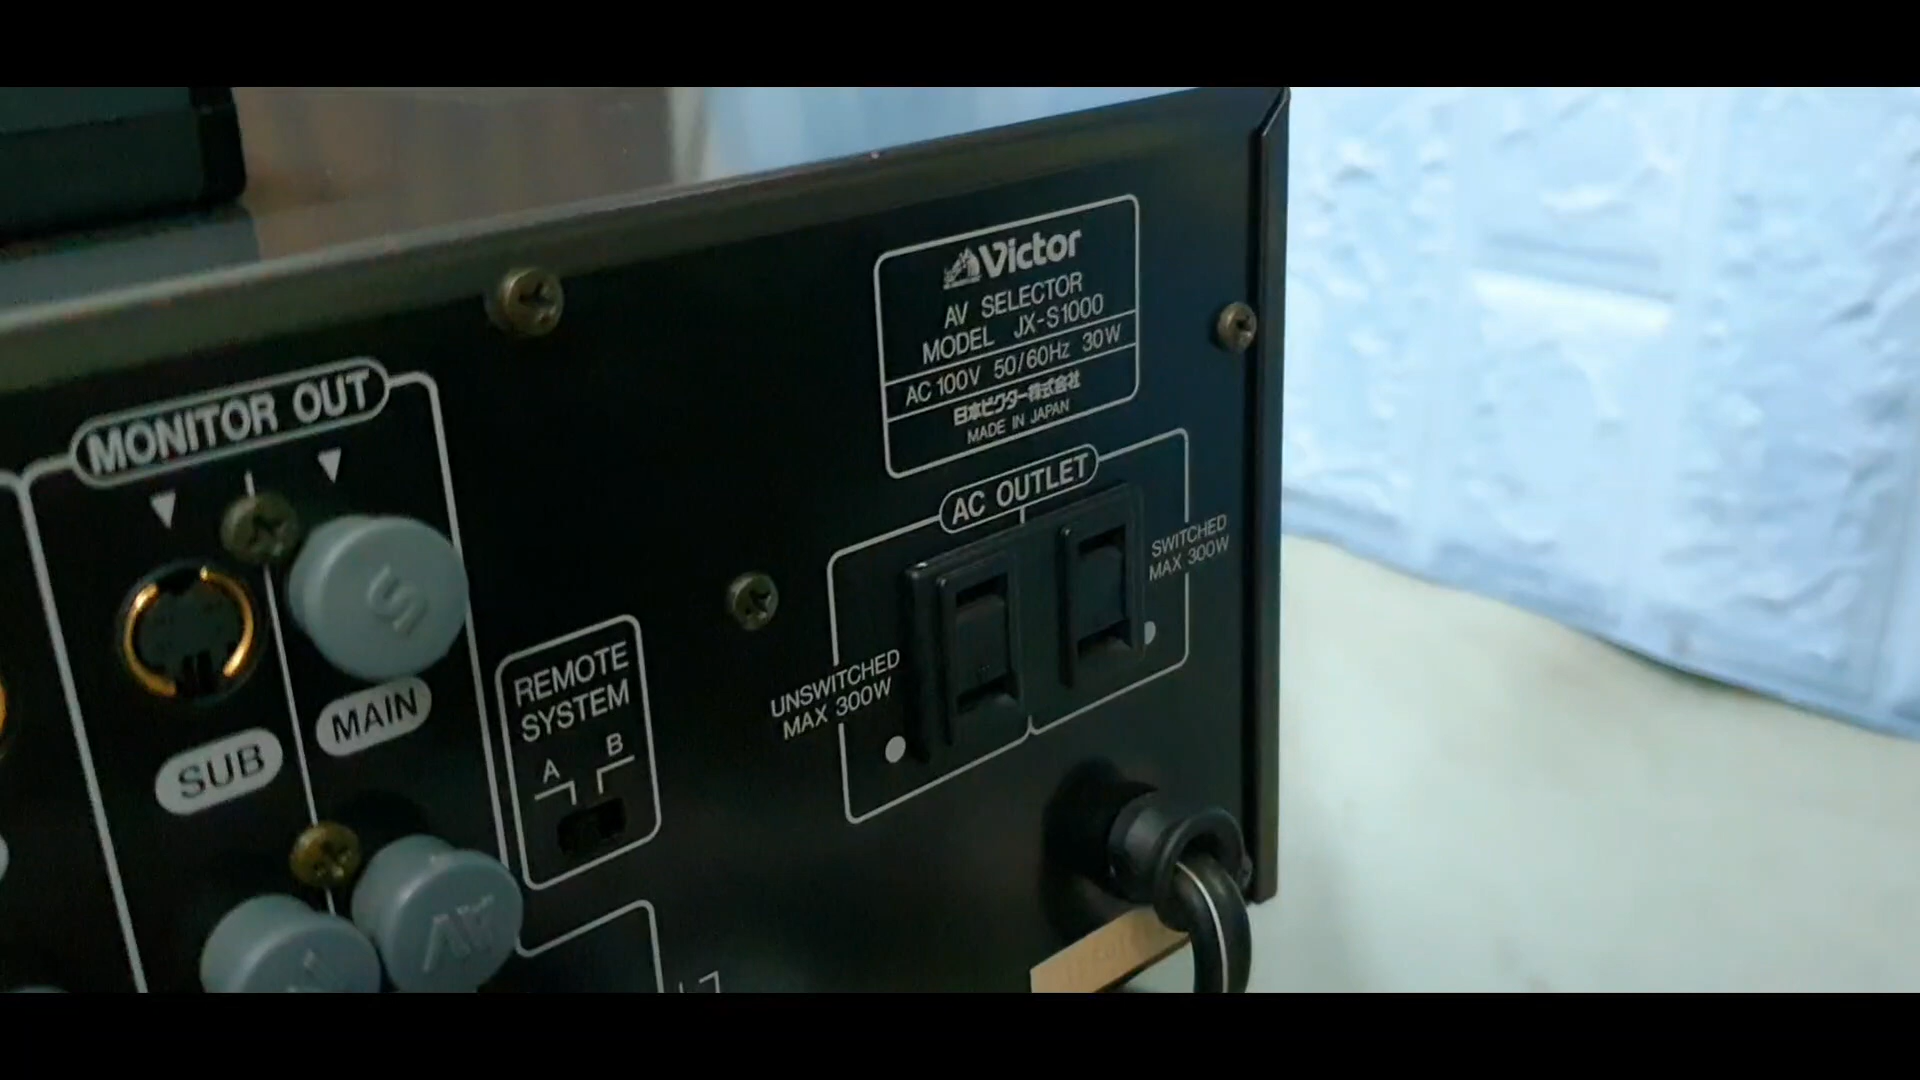 Victor
AV SELECTOR
MODEL JX-S1000
AC 100V 50/60Hz 30W
日本ビクター株式会社
MADE IN JAPAN
MONITOR OUT
S
SUB
MAIN
AV
REMOTE
SYSTEM
A B
AC OUTLET
SWITCHED
MAX 300W
UNSWITCHED
MAX 300W